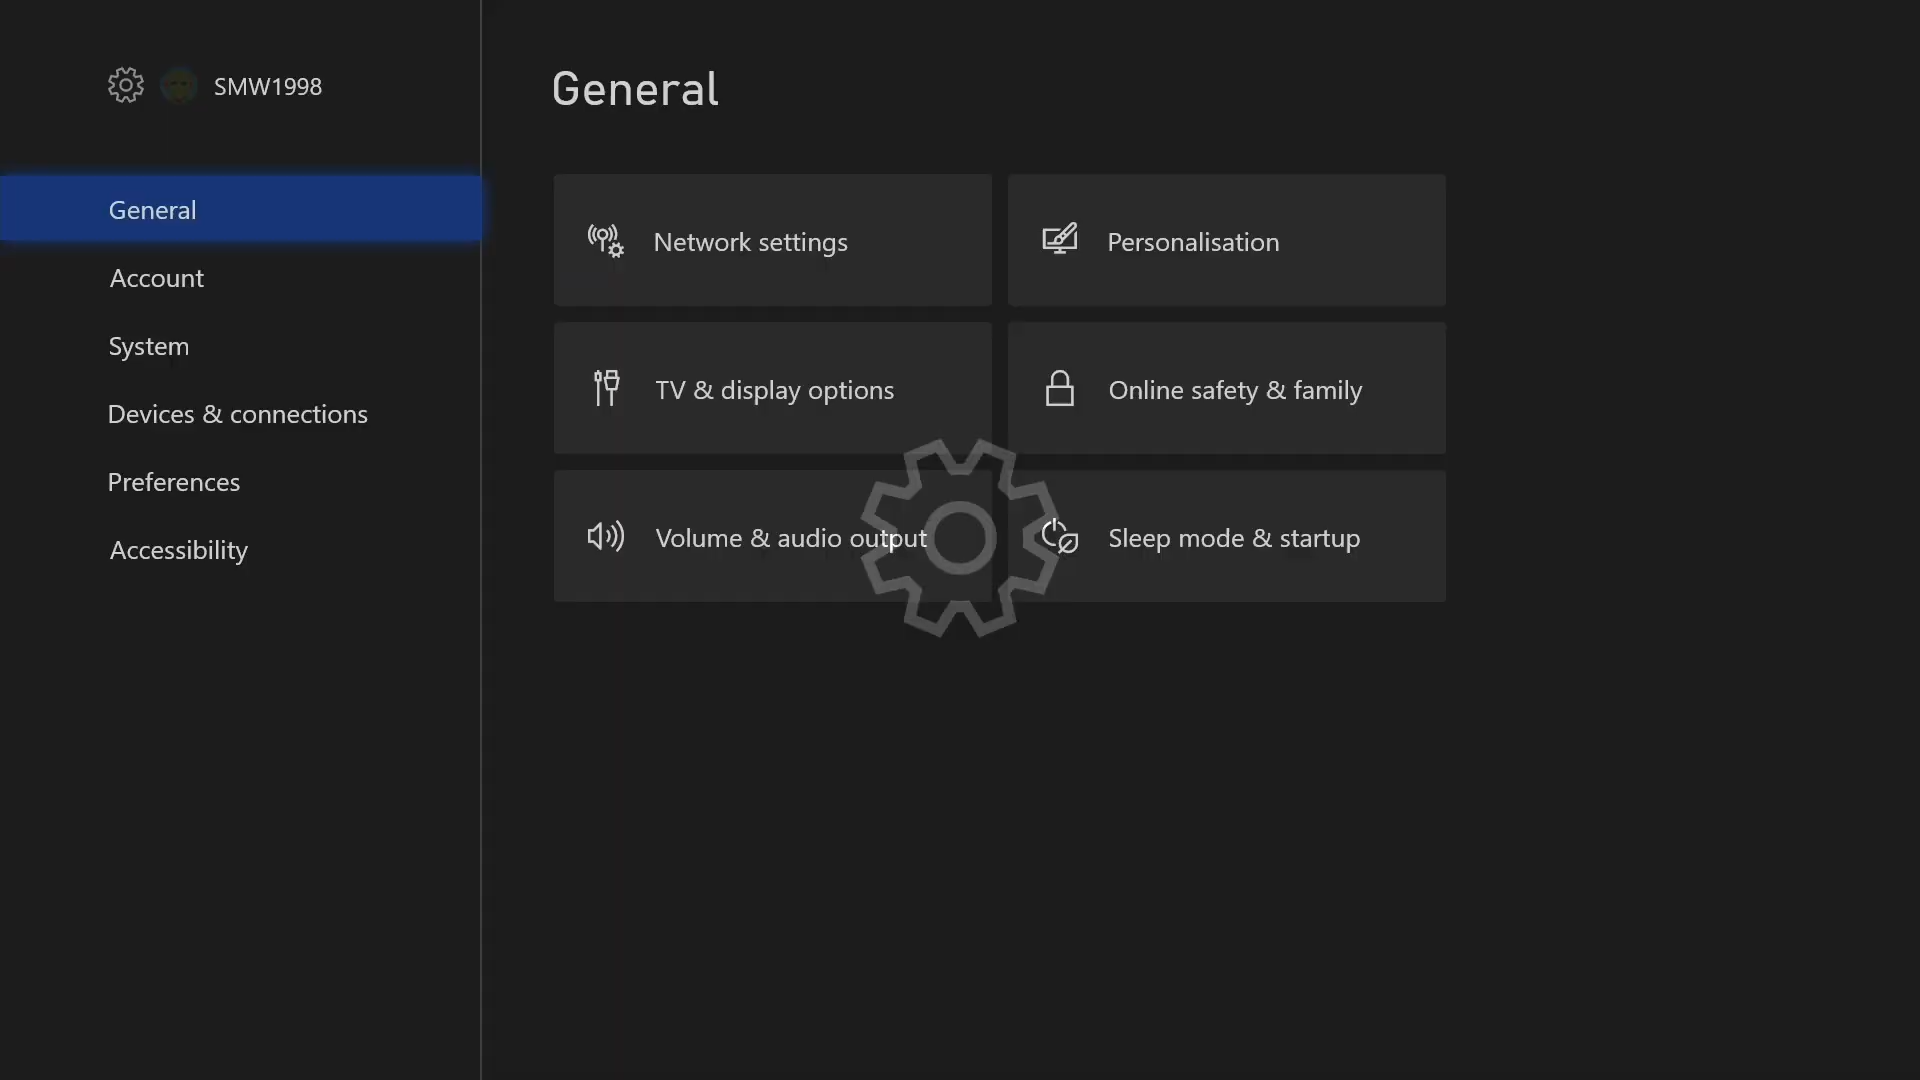 SMW1998
General
Account
System
Devices & connections
Preferences
Accessibility
General
Network settings
Personalisation
TV & display options
Online safety & family
Volume & audio output
Sleep mode & startup